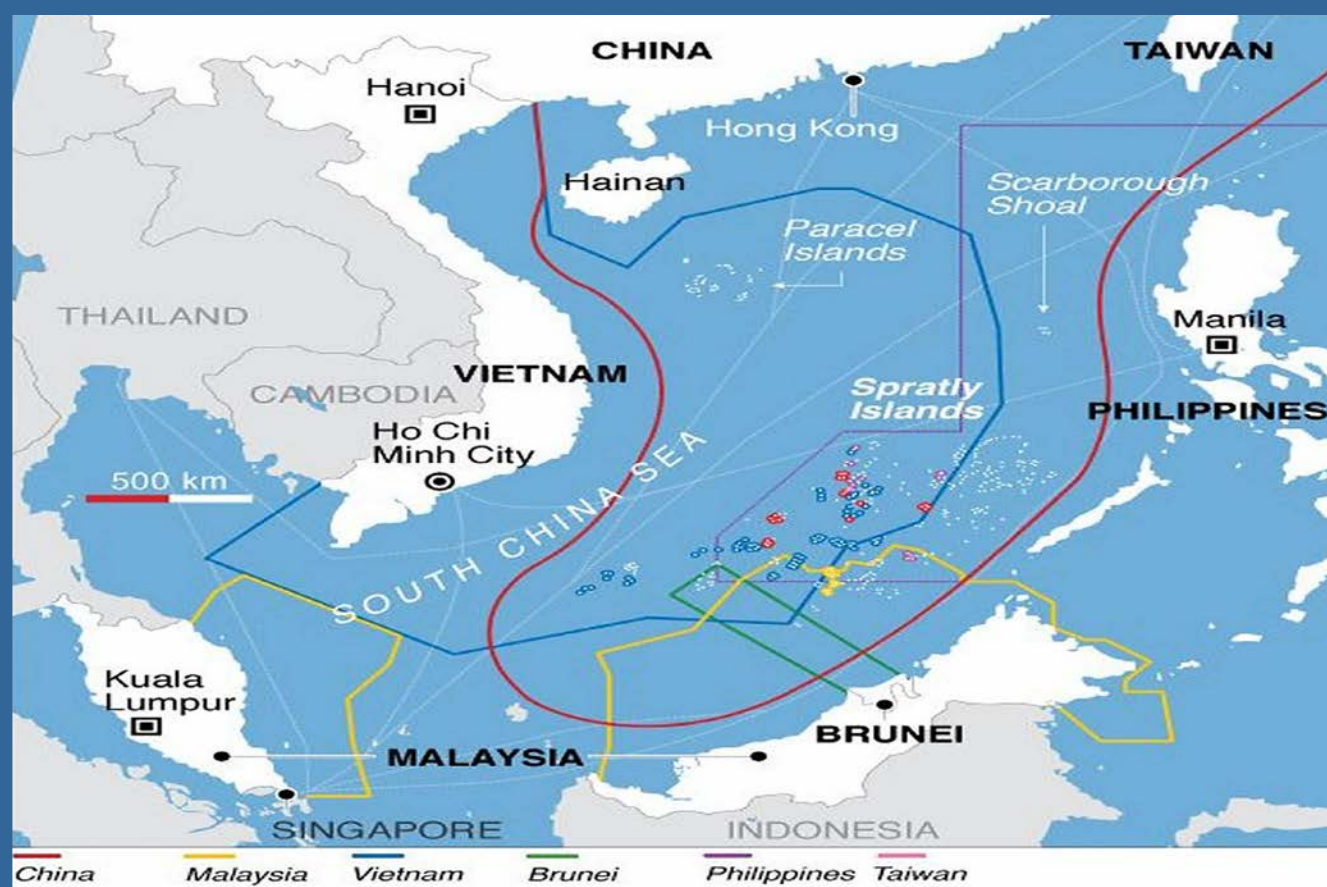 CHINA
TAIWAN
Hanoi
Hong Kong
Hainan
Scarborough
Shoal
Paracel
Islands
THAILAND
Manila
VIETNAM
CAMBODIA
Spratly
Islands
PHILIPPINES
Ho Chi
Minh City
500 km
SOUTH CHINA SEA
Kuala
Lumpur
BRUNEI
MALAYSIA
SINGAPORE
INDONESIA
China
Malaysia
Vietnam
Brunei
Philippines
Taiwan